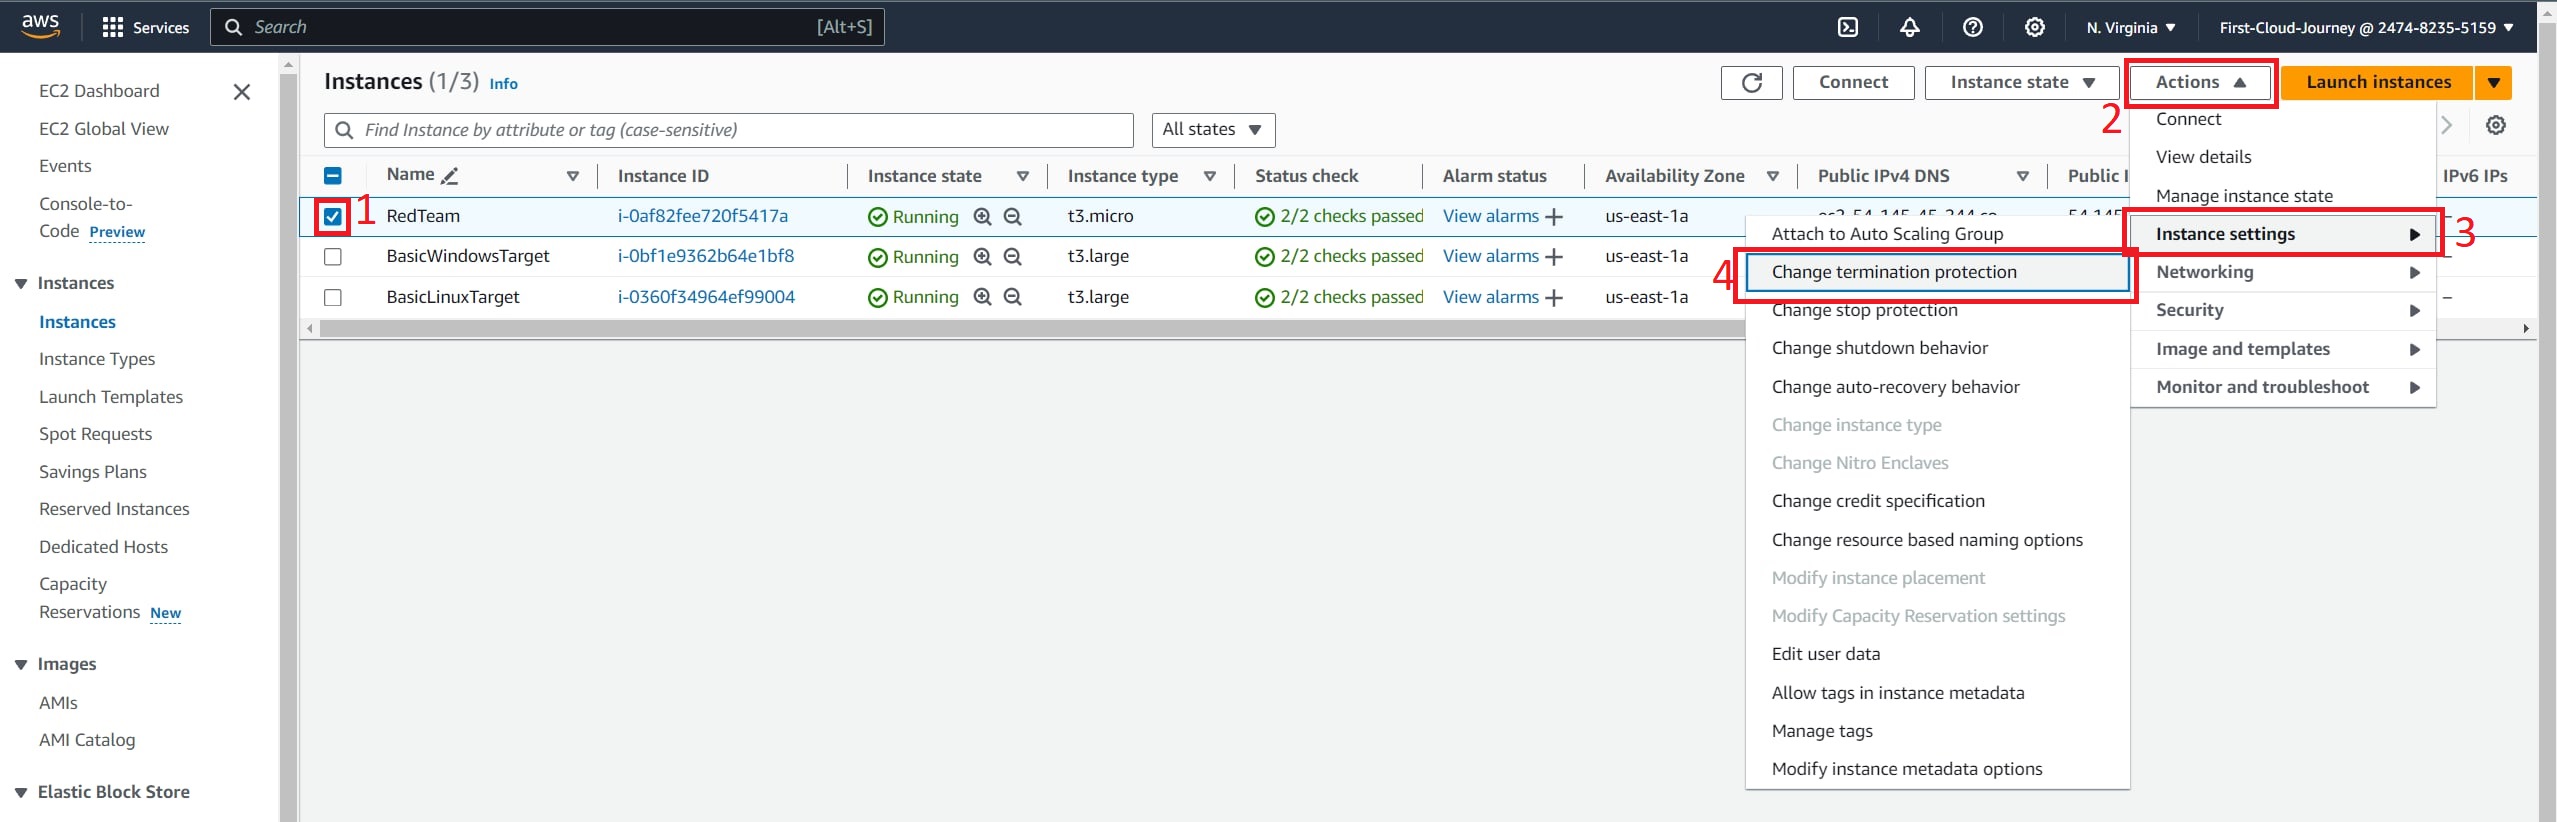 aws
Services
Search
[Alt+S]
N. Virginia
First-Cloud-Journey @ 2474-8235-5159
EC2 Dashboard
EC2 Global View
Events
Console-to-
Code Preview
Instances
Instances
Instance Types
Launch Templates
Spot Requests
Savings Plans
Reserved Instances
Dedicated Hosts
Capacity
Reservations New
Images
AMIs
AMI Catalog
Elastic Block Store
Instances (1/3) Info
Connect
Instance state
Actions
Launch instances
2
Find Instance by attribute or tag (case-sensitive)
All states
Name Instance ID Instance state Instance type Status check Alarm status Availability Zone Public IPv4 DNS Public IPv6 IPs
1 RedTeam i-0af82fee720f5417a Running t3.micro 2/2 checks passed View alarms + us-east-1a –
BasicWindowsTarget i-0bf1e9362b64e1bf8 Running t3.large 2/2 checks passed View alarms + us-east-1a –
BasicLinuxTarget i-0360f34964ef99004 Running t3.large 2/2 checks passed View alarms + us-east-1a –
Connect
View details
Manage instance state
Instance settings 3
Networking
Security
Image and templates
Monitor and troubleshoot
Attach to Auto Scaling Group
4 Change termination protection
Change stop protection
Change shutdown behavior
Change auto-recovery behavior
Change instance type
Change Nitro Enclaves
Change credit specification
Change resource based naming options
Modify instance placement
Modify Capacity Reservation settings
Edit user data
Allow tags in instance metadata
Manage tags
Modify instance metadata options